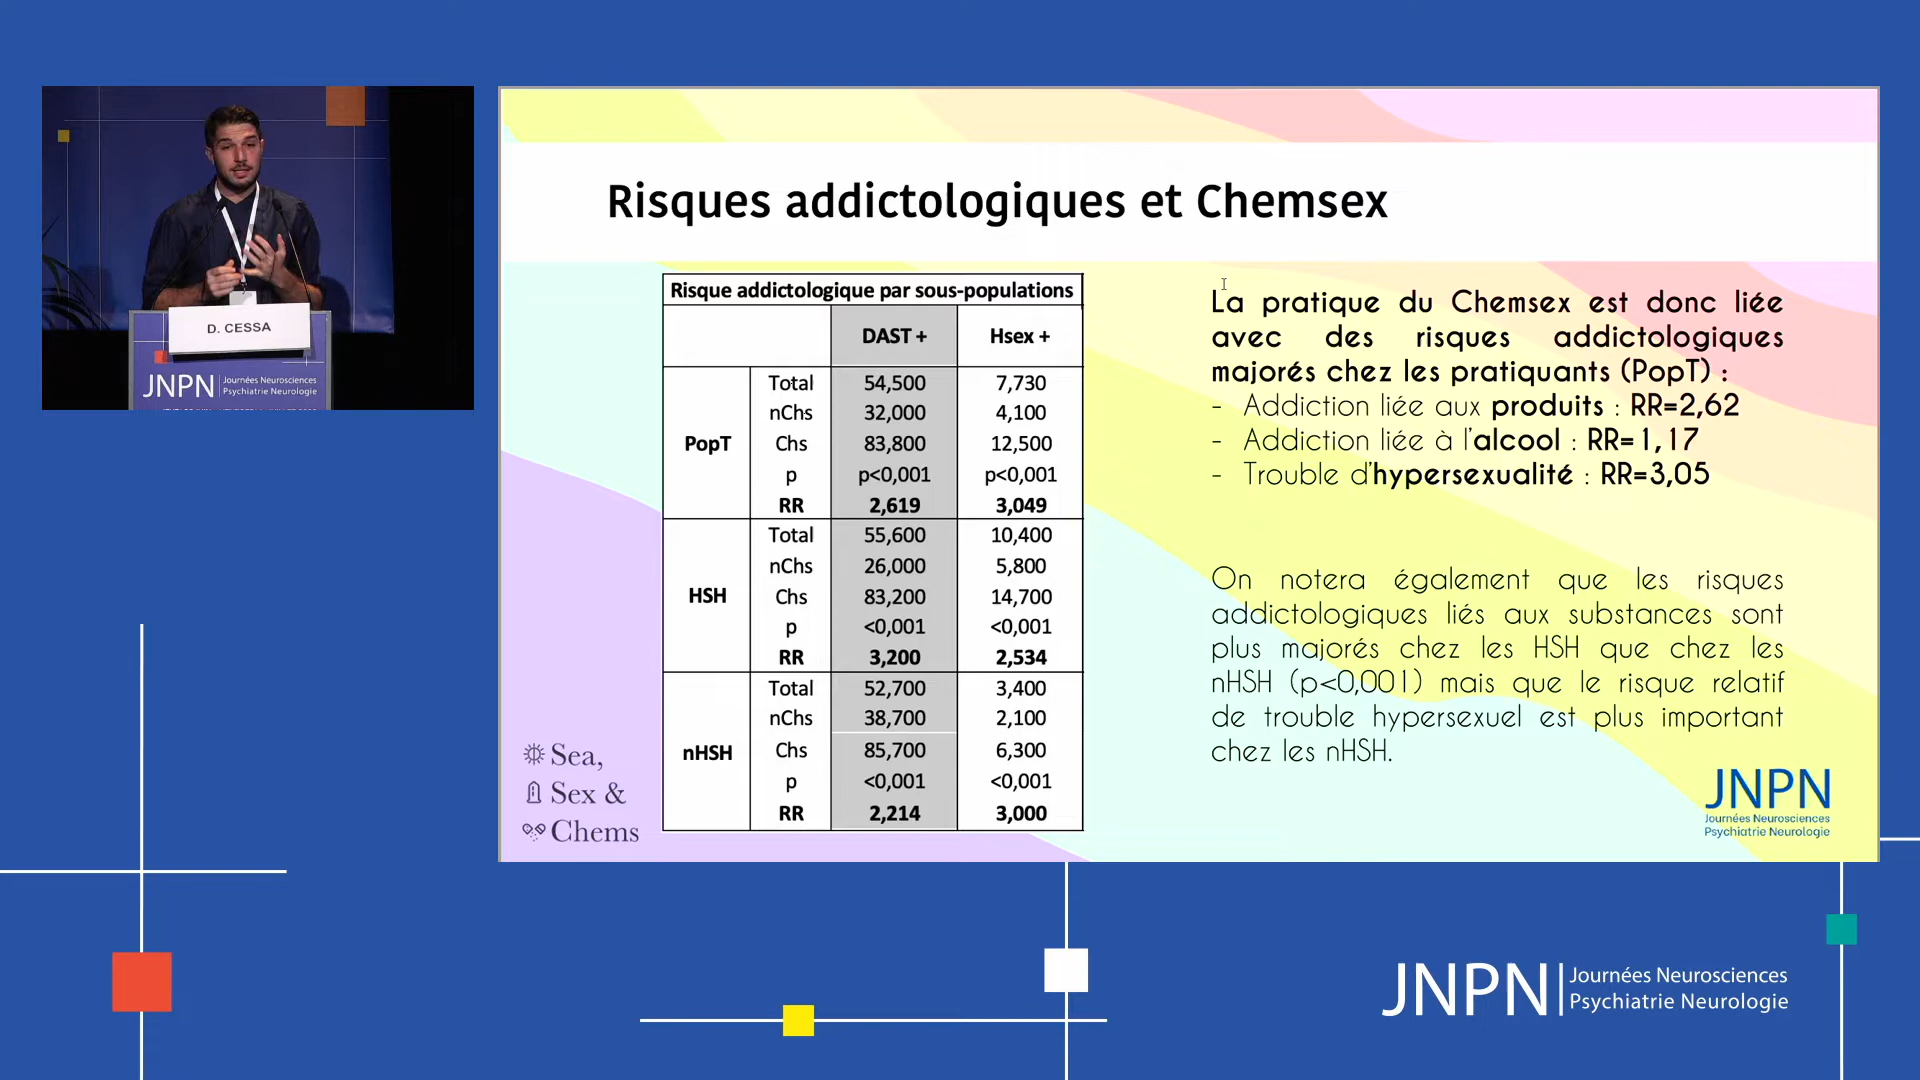 D. CESSA
JNPN Journées Neurosciences
Psychiatrie Neurologie
Risques addictologiques et Chemsex
Risque addictologique par sous-populations
DAST + Hsex +
PopT
Total 54,500 7,730
nChs 32,000 4,100
Chs 83,800 12,500
p p<0,001 p<0,001
RR 2,619 3,049
HSH
Total 55,600 10,400
nChs 26,000 5,800
Chs 83,200 14,700
p <0,001 <0,001
RR 3,200 2,534
nHSH
Total 52,700 3,400
nChs 38,700 2,100
Chs 85,700 6,300
p <0,001 <0,001
RR 2,214 3,000
La pratique du Chemsex est donc liée
avec des risques addictologiques
majorés chez les pratiquants (PopT) :
- Addiction liée aux produits : RR=2,62
- Addiction liée à l'alcool : RR=1,17
- Trouble d'hypersexualité : RR=3,05
On notera également que les risques
addictologiques liés aux substances sont
plus majorés chez les HSH que chez les
nHSH (p<0,001) mais que le risque relatif
de trouble hypersexuel est plus important
chez les nHSH.
Sea,
Sex &
Chems
JNPN
Journées Neurosciences
Psychiatrie Neurologie
JNPN Journées Neurosciences
Psychiatrie Neurologie